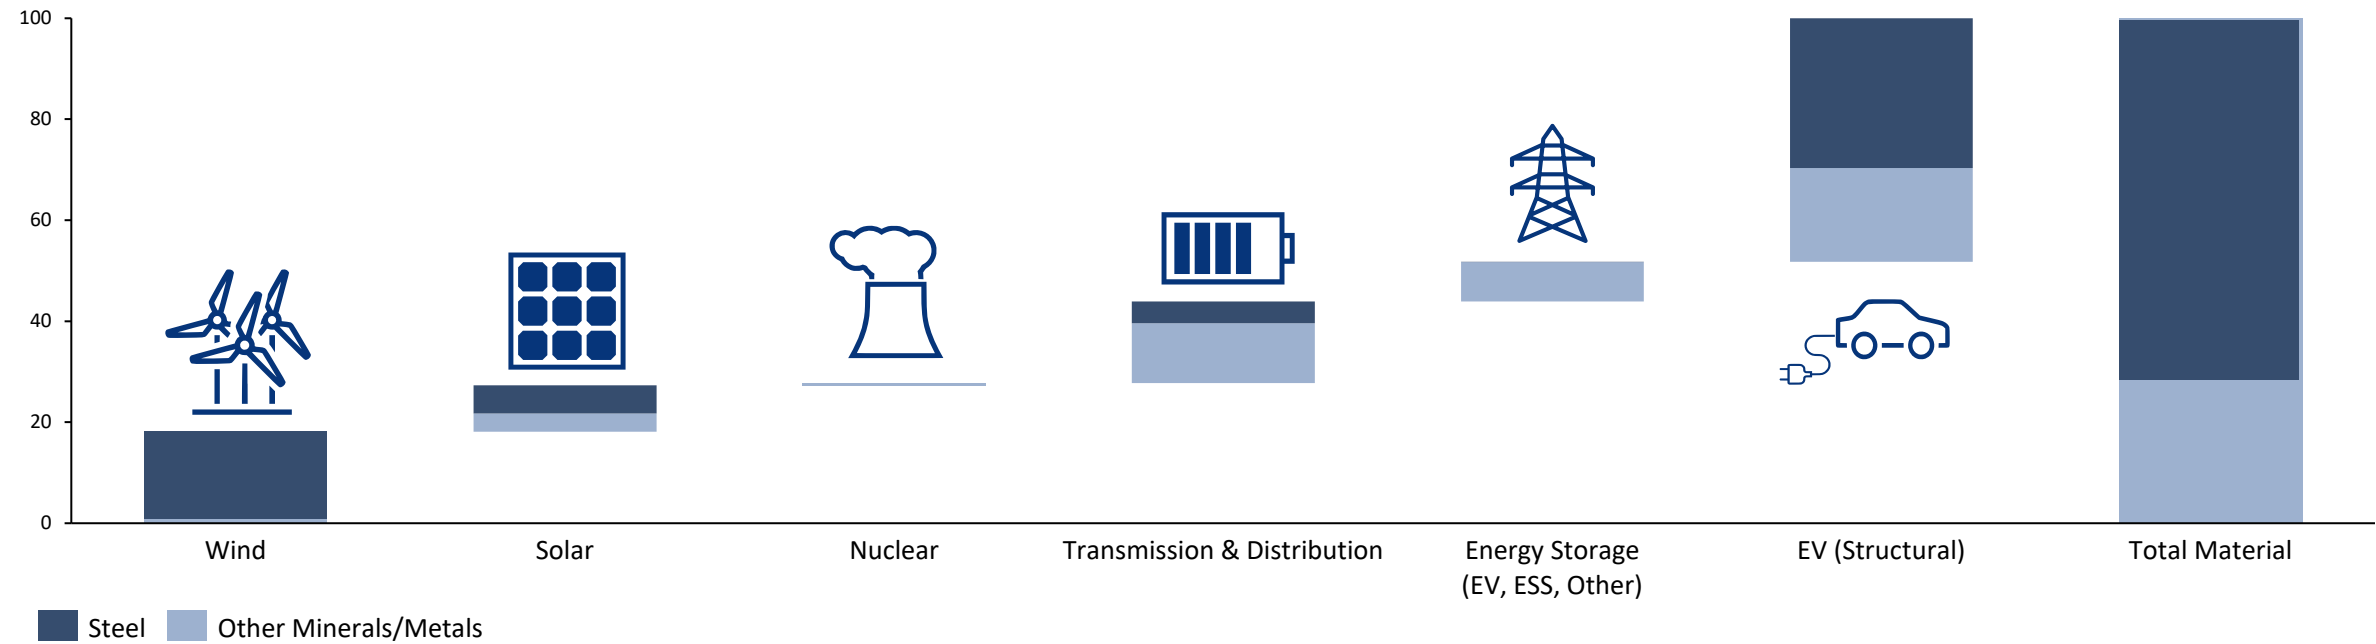 100
80
60
40
20
0
Wind
Solar
Nuclear
Transmission & Distribution
Energy Storage
(EV, ESS, Other)
EV (Structural)
Total Material
Steel
Other Minerals/Metals